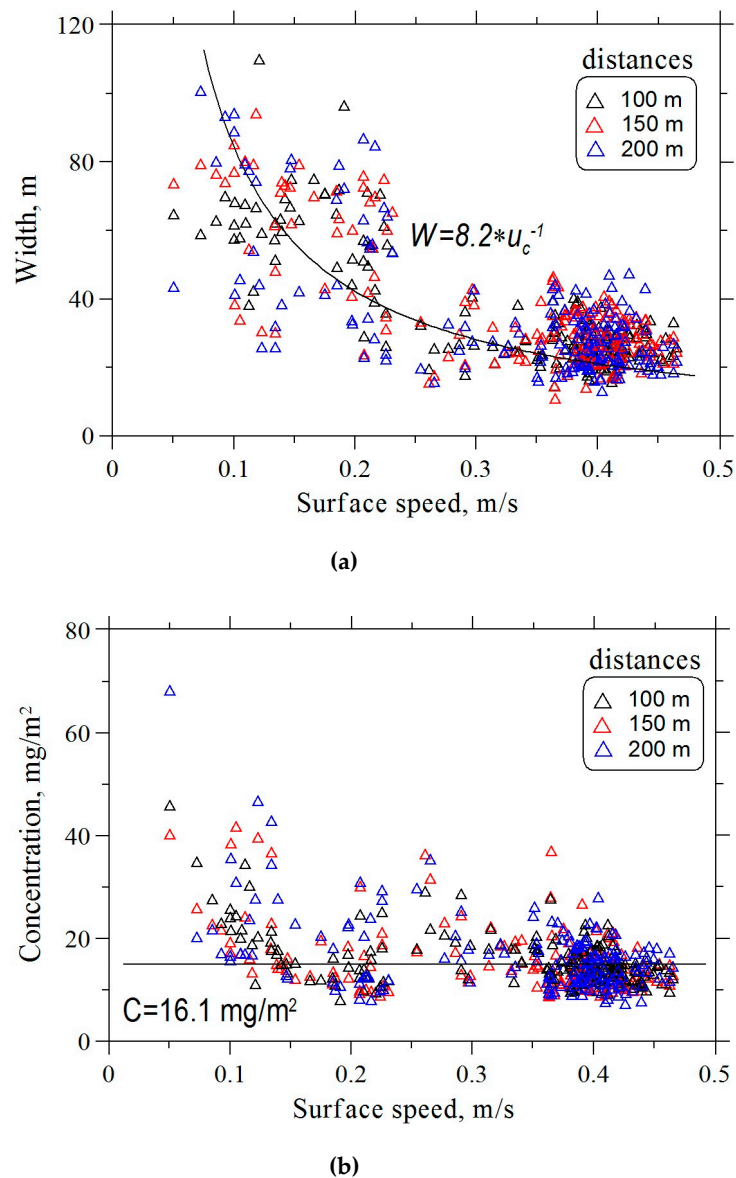 120
80
40
0
Width, m
distances
100 m
150 m
200 m
W=8.2*u_c^-1
0 0.1 0.2 0.3 0.4 0.5
Surface speed, m/s
(a)
80
60
40
20
0
Concentration, mg/m²
distances
100 m
150 m
200 m
C=16.1 mg/m²
0 0.1 0.2 0.3 0.4 0.5
Surface speed, m/s
(b)